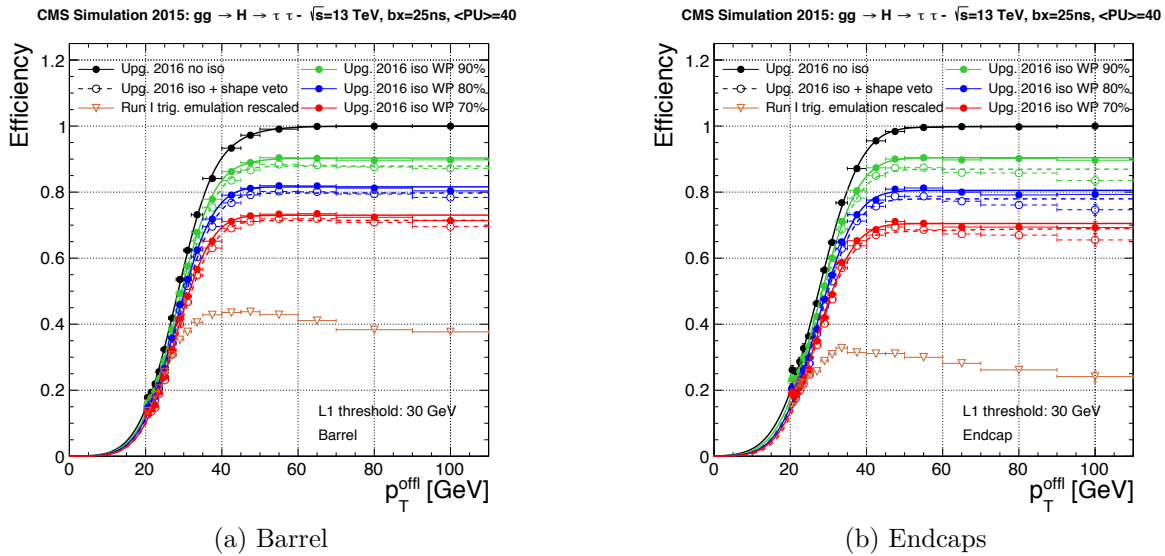 CMS Simulation 2015: gg → H → τ τ - √s=13 TeV, bx=25ns, <PU>=40
Efficiency
1.2
1
0.8
0.6
0.4
0.2
0
Upg. 2016 no iso
Upg. 2016 iso + shape veto
Run I trig. emulation rescaled
Upg. 2016 iso WP 90%
Upg. 2016 iso WP 80%
Upg. 2016 iso WP 70%
L1 threshold: 30 GeV
Barrel
0 20 40 60 80 100
p_T^offl [GeV]
(a) Barrel
CMS Simulation 2015: gg → H → τ τ - √s=13 TeV, bx=25ns, <PU>=40
Efficiency
1.2
1
0.8
0.6
0.4
0.2
0
Upg. 2016 no iso
Upg. 2016 iso + shape veto
Run I trig. emulation rescaled
Upg. 2016 iso WP 90%
Upg. 2016 iso WP 80%
Upg. 2016 iso WP 70%
L1 threshold: 30 GeV
Endcap
0 20 40 60 80 100
p_T^offl [GeV]
(b) Endcaps